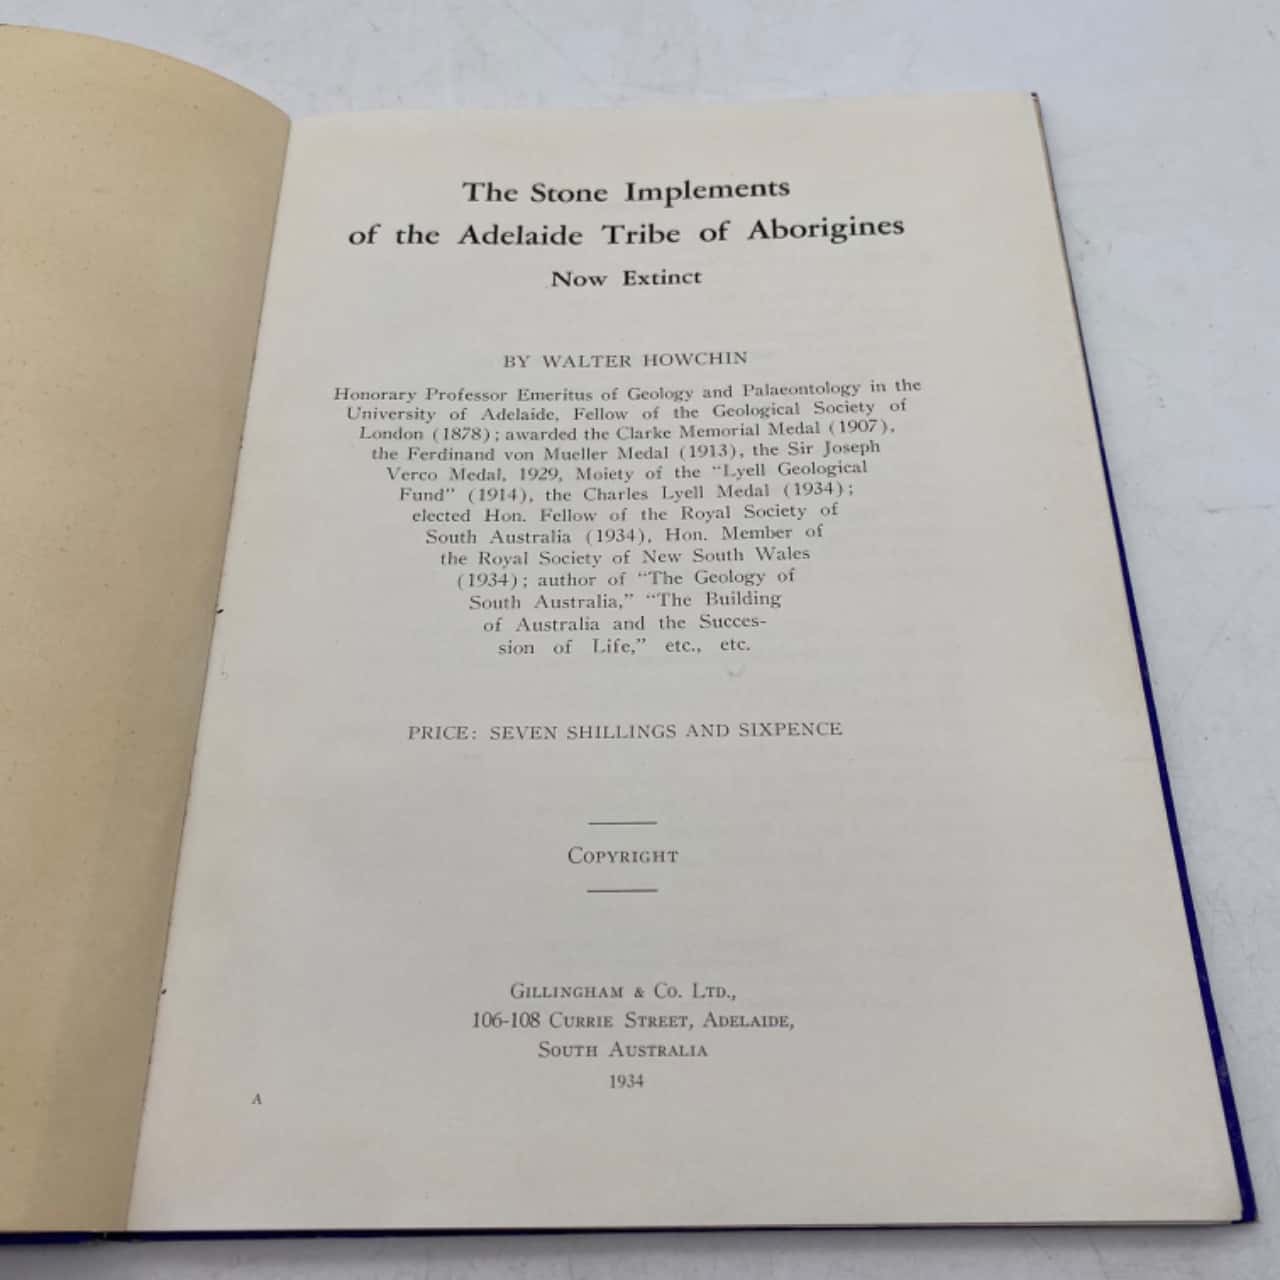 The Stone Implements
of the Adelaide Tribe of Aborigines
Now Extinct
BY WALTER HOWCHIN
Honorary Professor Emeritus of Geology and Palaeontology in the
University of Adelaide, Fellow of the Geological Society of
London (1878); awarded the Clarke Memorial Medal (1907),
the Ferdinand von Mueller Medal (1913), the Sir Joseph
Verco Medal, 1929, Moiety of the "Lyell Geological
Fund" (1914), the Charles Lyell Medal (1934);
elected Hon. Fellow of the Royal Society of
South Australia (1934), Hon. Member of
the Royal Society of New South Wales
(1934); author of "The Geology of
South Australia," "The Building
of Australia and the Succes-
sion of Life," etc., etc.
PRICE: SEVEN SHILLINGS AND SIXPENCE
COPYRIGHT
GILLINGHAM & CO. LTD.,
106-108 CURRIE STREET, ADELAIDE,
SOUTH AUSTRALIA
1934
A